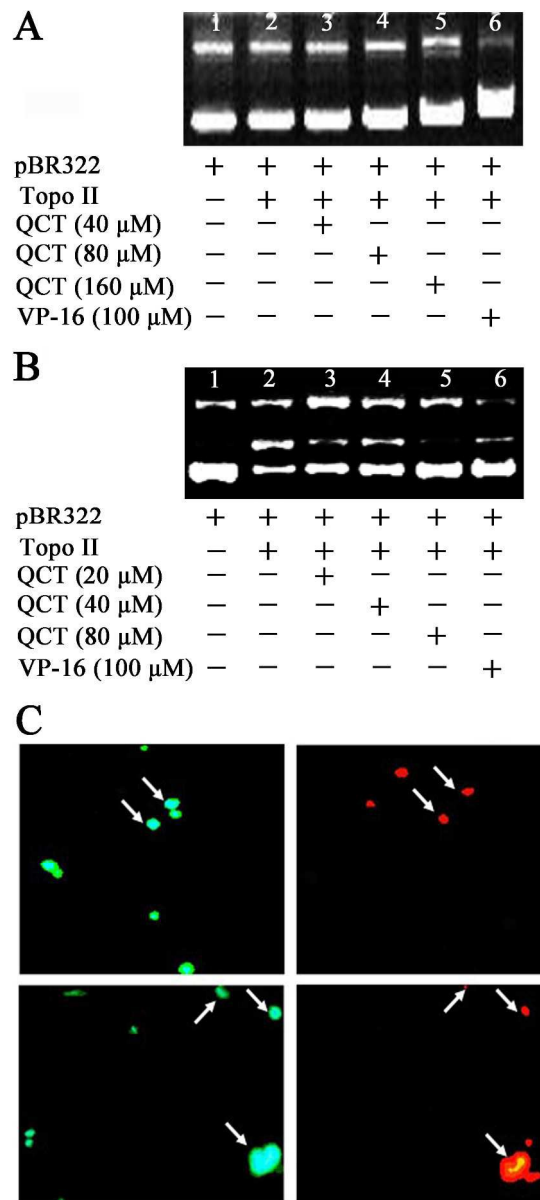 A
1 2 3 4 5 6
pBR322 + + + + + +
Topo II − + + + + +
QCT (40 μM) − − + − − −
QCT (80 μM) − − − + − −
QCT (160 μM) − − − − + −
VP-16 (100 μM) − − − − − +
B
1 2 3 4 5 6
pBR322 + + + + + +
Topo II − + + + + +
QCT (20 μM) − − + − − −
QCT (40 μM) − − − + − −
QCT (80 μM) − − − − + −
VP-16 (100 μM) − − − − − +
C